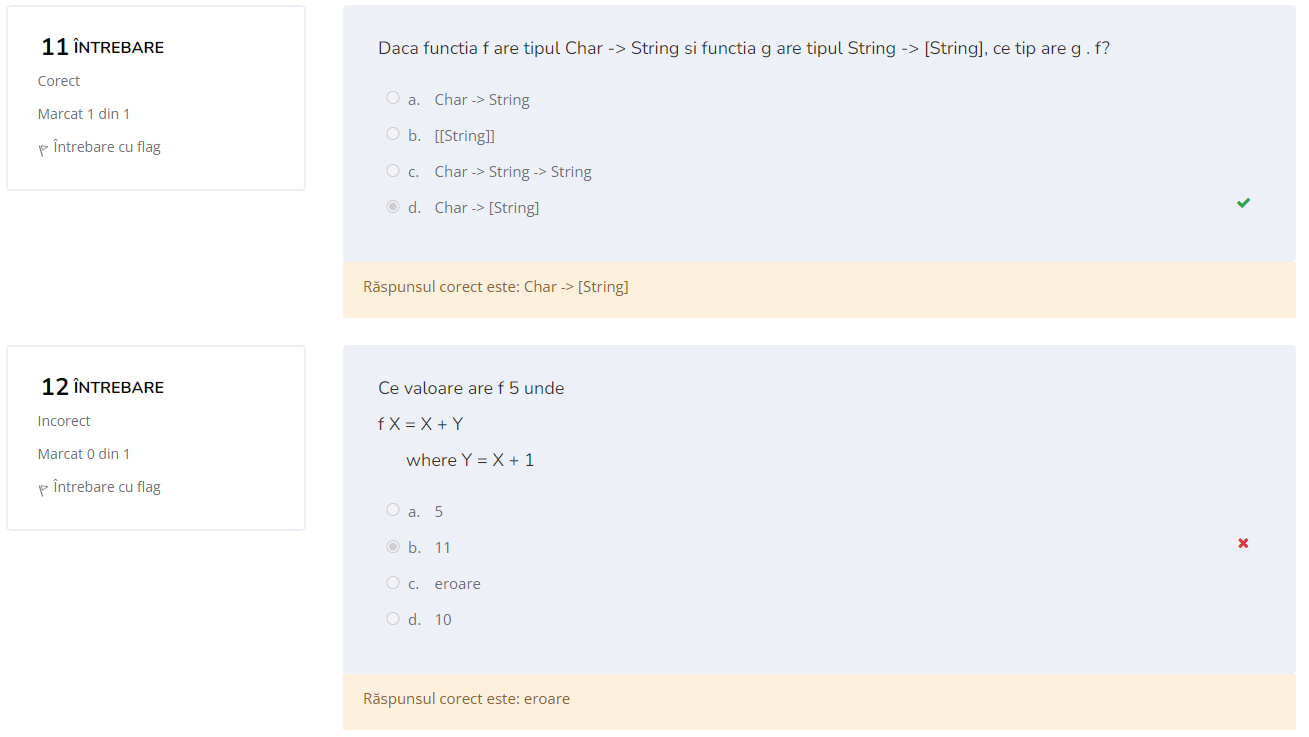 11 ÎNTREBARE
Corect
Marcat 1 din 1
Întrebare cu flag
Daca functia f are tipul Char -> String si functia g are tipul String -> [String], ce tip are g . f?
a. Char -> String
b. [[String]]
c. Char -> String -> String
d. Char -> [String]
Răspunsul corect este: Char -> [String]
12 ÎNTREBARE
Incorect
Marcat 0 din 1
Întrebare cu flag
Ce valoare are f 5 unde
f X = X + Y
where Y = X + 1
a. 5
b. 11
c. eroare
d. 10
Răspunsul corect este: eroare